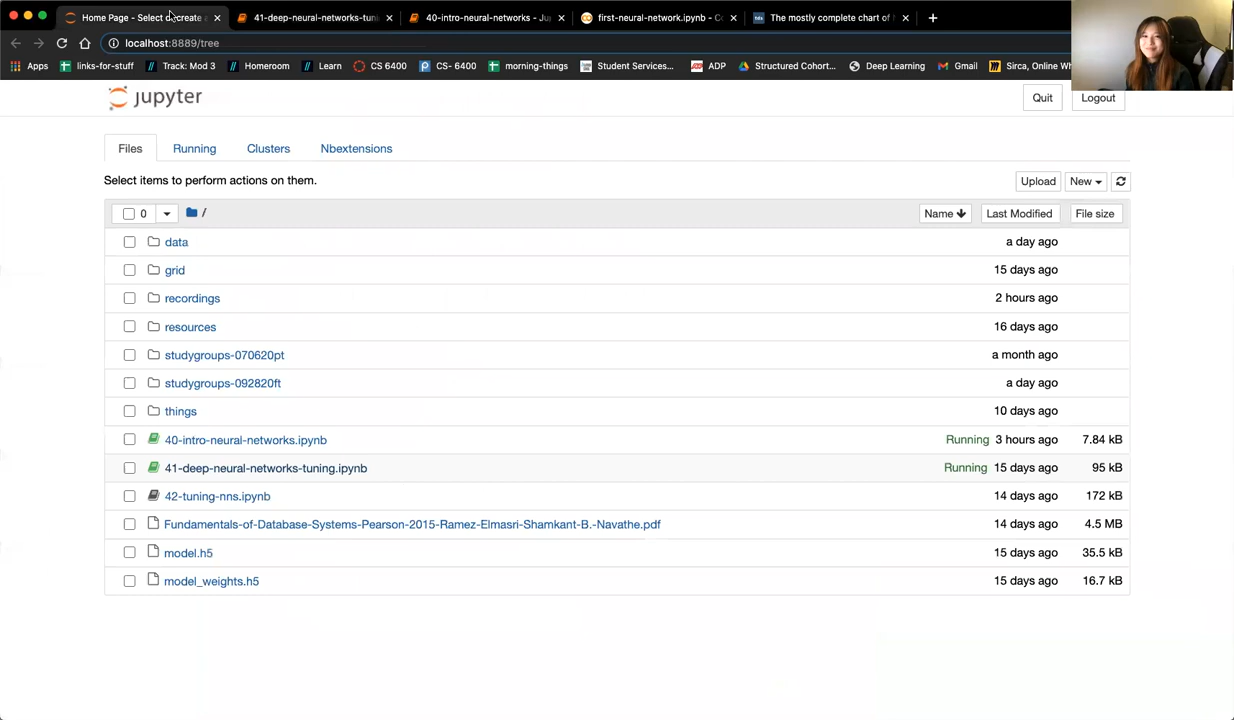 Home Page - Select or create a
41-deep-neural-networks-tuni
40-intro-neural-networks - Ju
first-neural-network.ipynb - C
The mostly complete chart of
localhost:8889/tree
Apps links-for-stuff Track: Mod 3 Homeroom Learn CS 6400 CS- 6400 morning-things Student Services... ADP Structured Cohort... Deep Learning Gmail Sirca, Online
jupyter
Quit Logout
Files Running Clusters Nbextensions
Select items to perform actions on them.
Upload New
0 / Name Last Modified File size
data a day ago
grid 15 days ago
recordings 2 hours ago
resources 16 days ago
studygroups-070620pt a month ago
studygroups-092820ft a day ago
things 10 days ago
40-intro-neural-networks.ipynb Running 3 hours ago 7.84 kB
41-deep-neural-networks-tuning.ipynb Running 15 days ago 95 kB
42-tuning-nns.ipynb 14 days ago 172 kB
Fundamentals-of-Database-Systems-Pearson-2015-Ramez-Elmasri-Shamkant-B.-Navathe.pdf 14 days ago 4.5 MB
model.h5 15 days ago 35.5 kB
model_weights.h5 15 days ago 16.7 kB